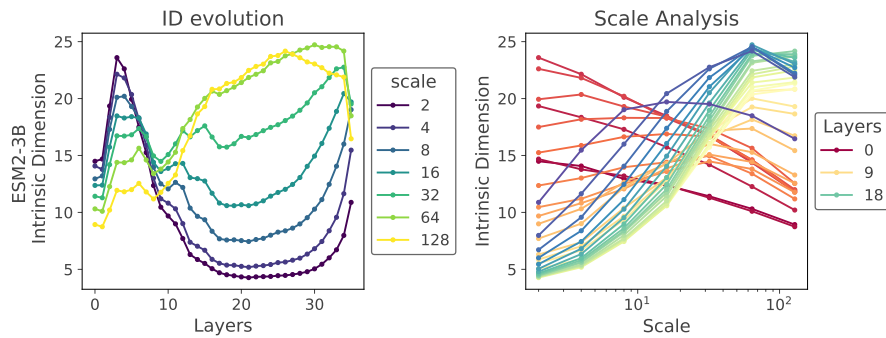 ID evolution
Scale Analysis
ESM2-3B
Intrinsic Dimension
25
20
15
10
5
0
10
20
30
Layers
scale
2
4
8
16
32
64
128
Intrinsic Dimension
25
20
15
10
5
10¹
10²
Scale
Layers
0
9
18